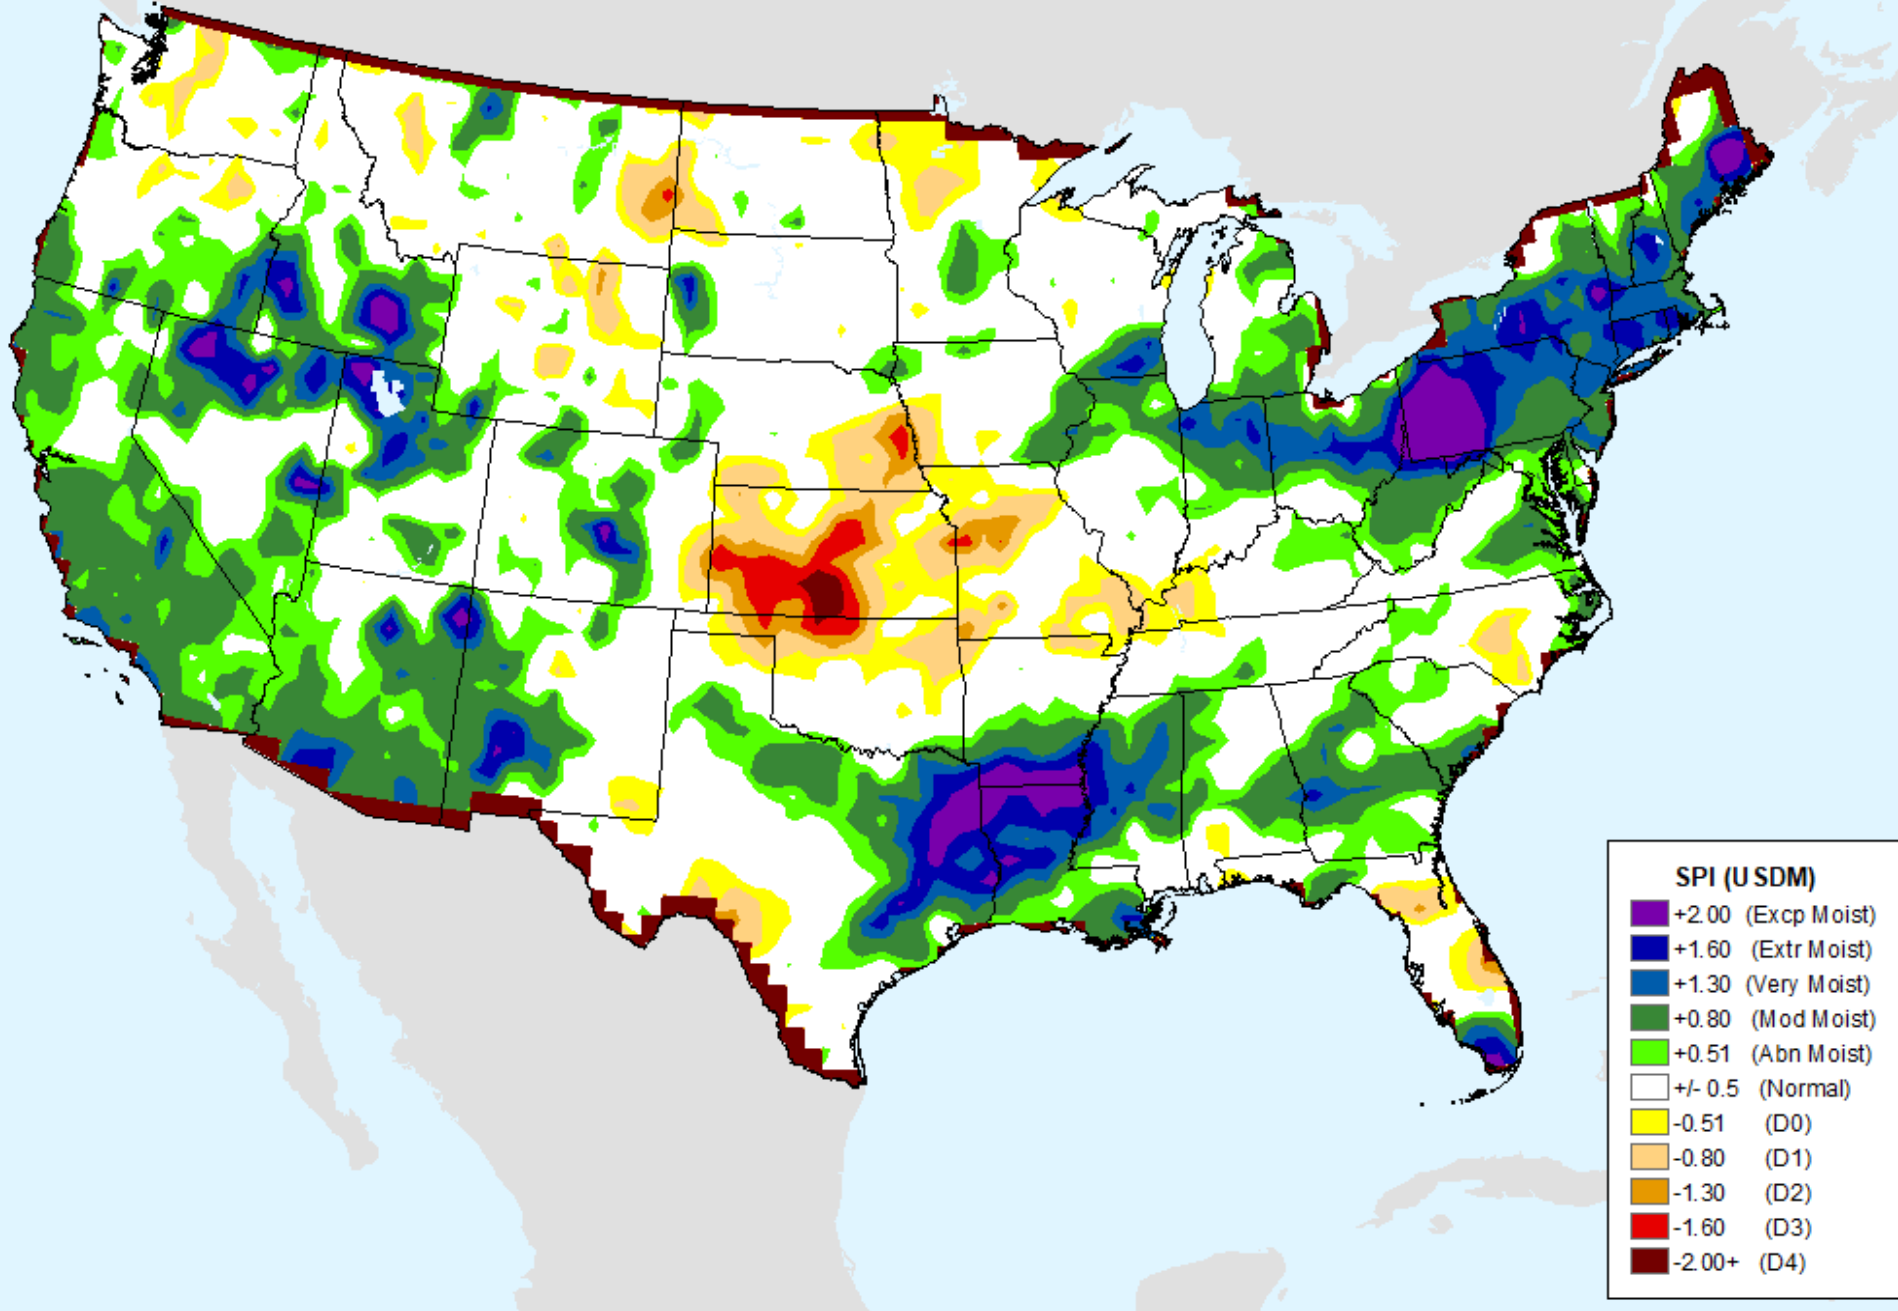 SPI (USDM)
+2.00 (Excp Moist)
+1.60 (Extr Moist)
+1.30 (Very Moist)
+0.80 (Mod Moist)
+0.51 (Abn Moist)
+/- 0.5 (Normal)
-0.51 (D0)
-0.80 (D1)
-1.30 (D2)
-1.60 (D3)
-2.00+ (D4)